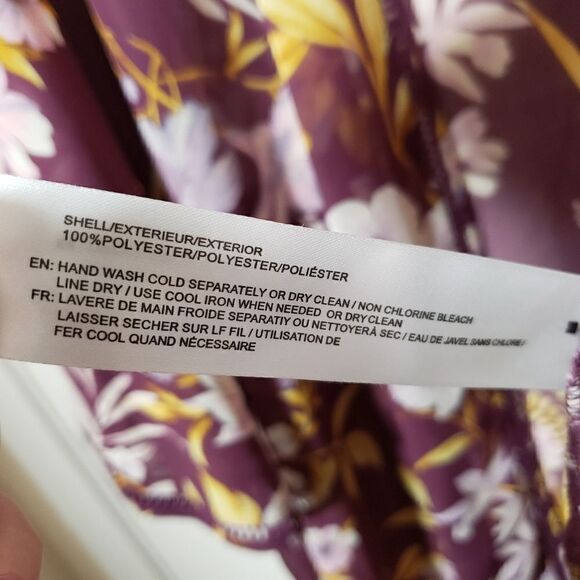 SHELL/EXTERIEUR/EXTERIOR
100%POLYESTER/POLYESTER/POLIÉSTER
EN: HAND WASH COLD SEPARATELY OR DRY CLEAN / NON CHLORINE BLEACH
LINE DRY / USE COOL IRON WHEN NEEDED OR DRY CLEAN
FR: LAVERE DE MAIN FROIDE SEPARATIY OU NETTOYER À SEC / EAU DE JAVEL SANS CHLORE /
LAISSER SECHER SUR LF FIL / UTILISATION DE
FER COOL QUAND NÉCESSAIRE